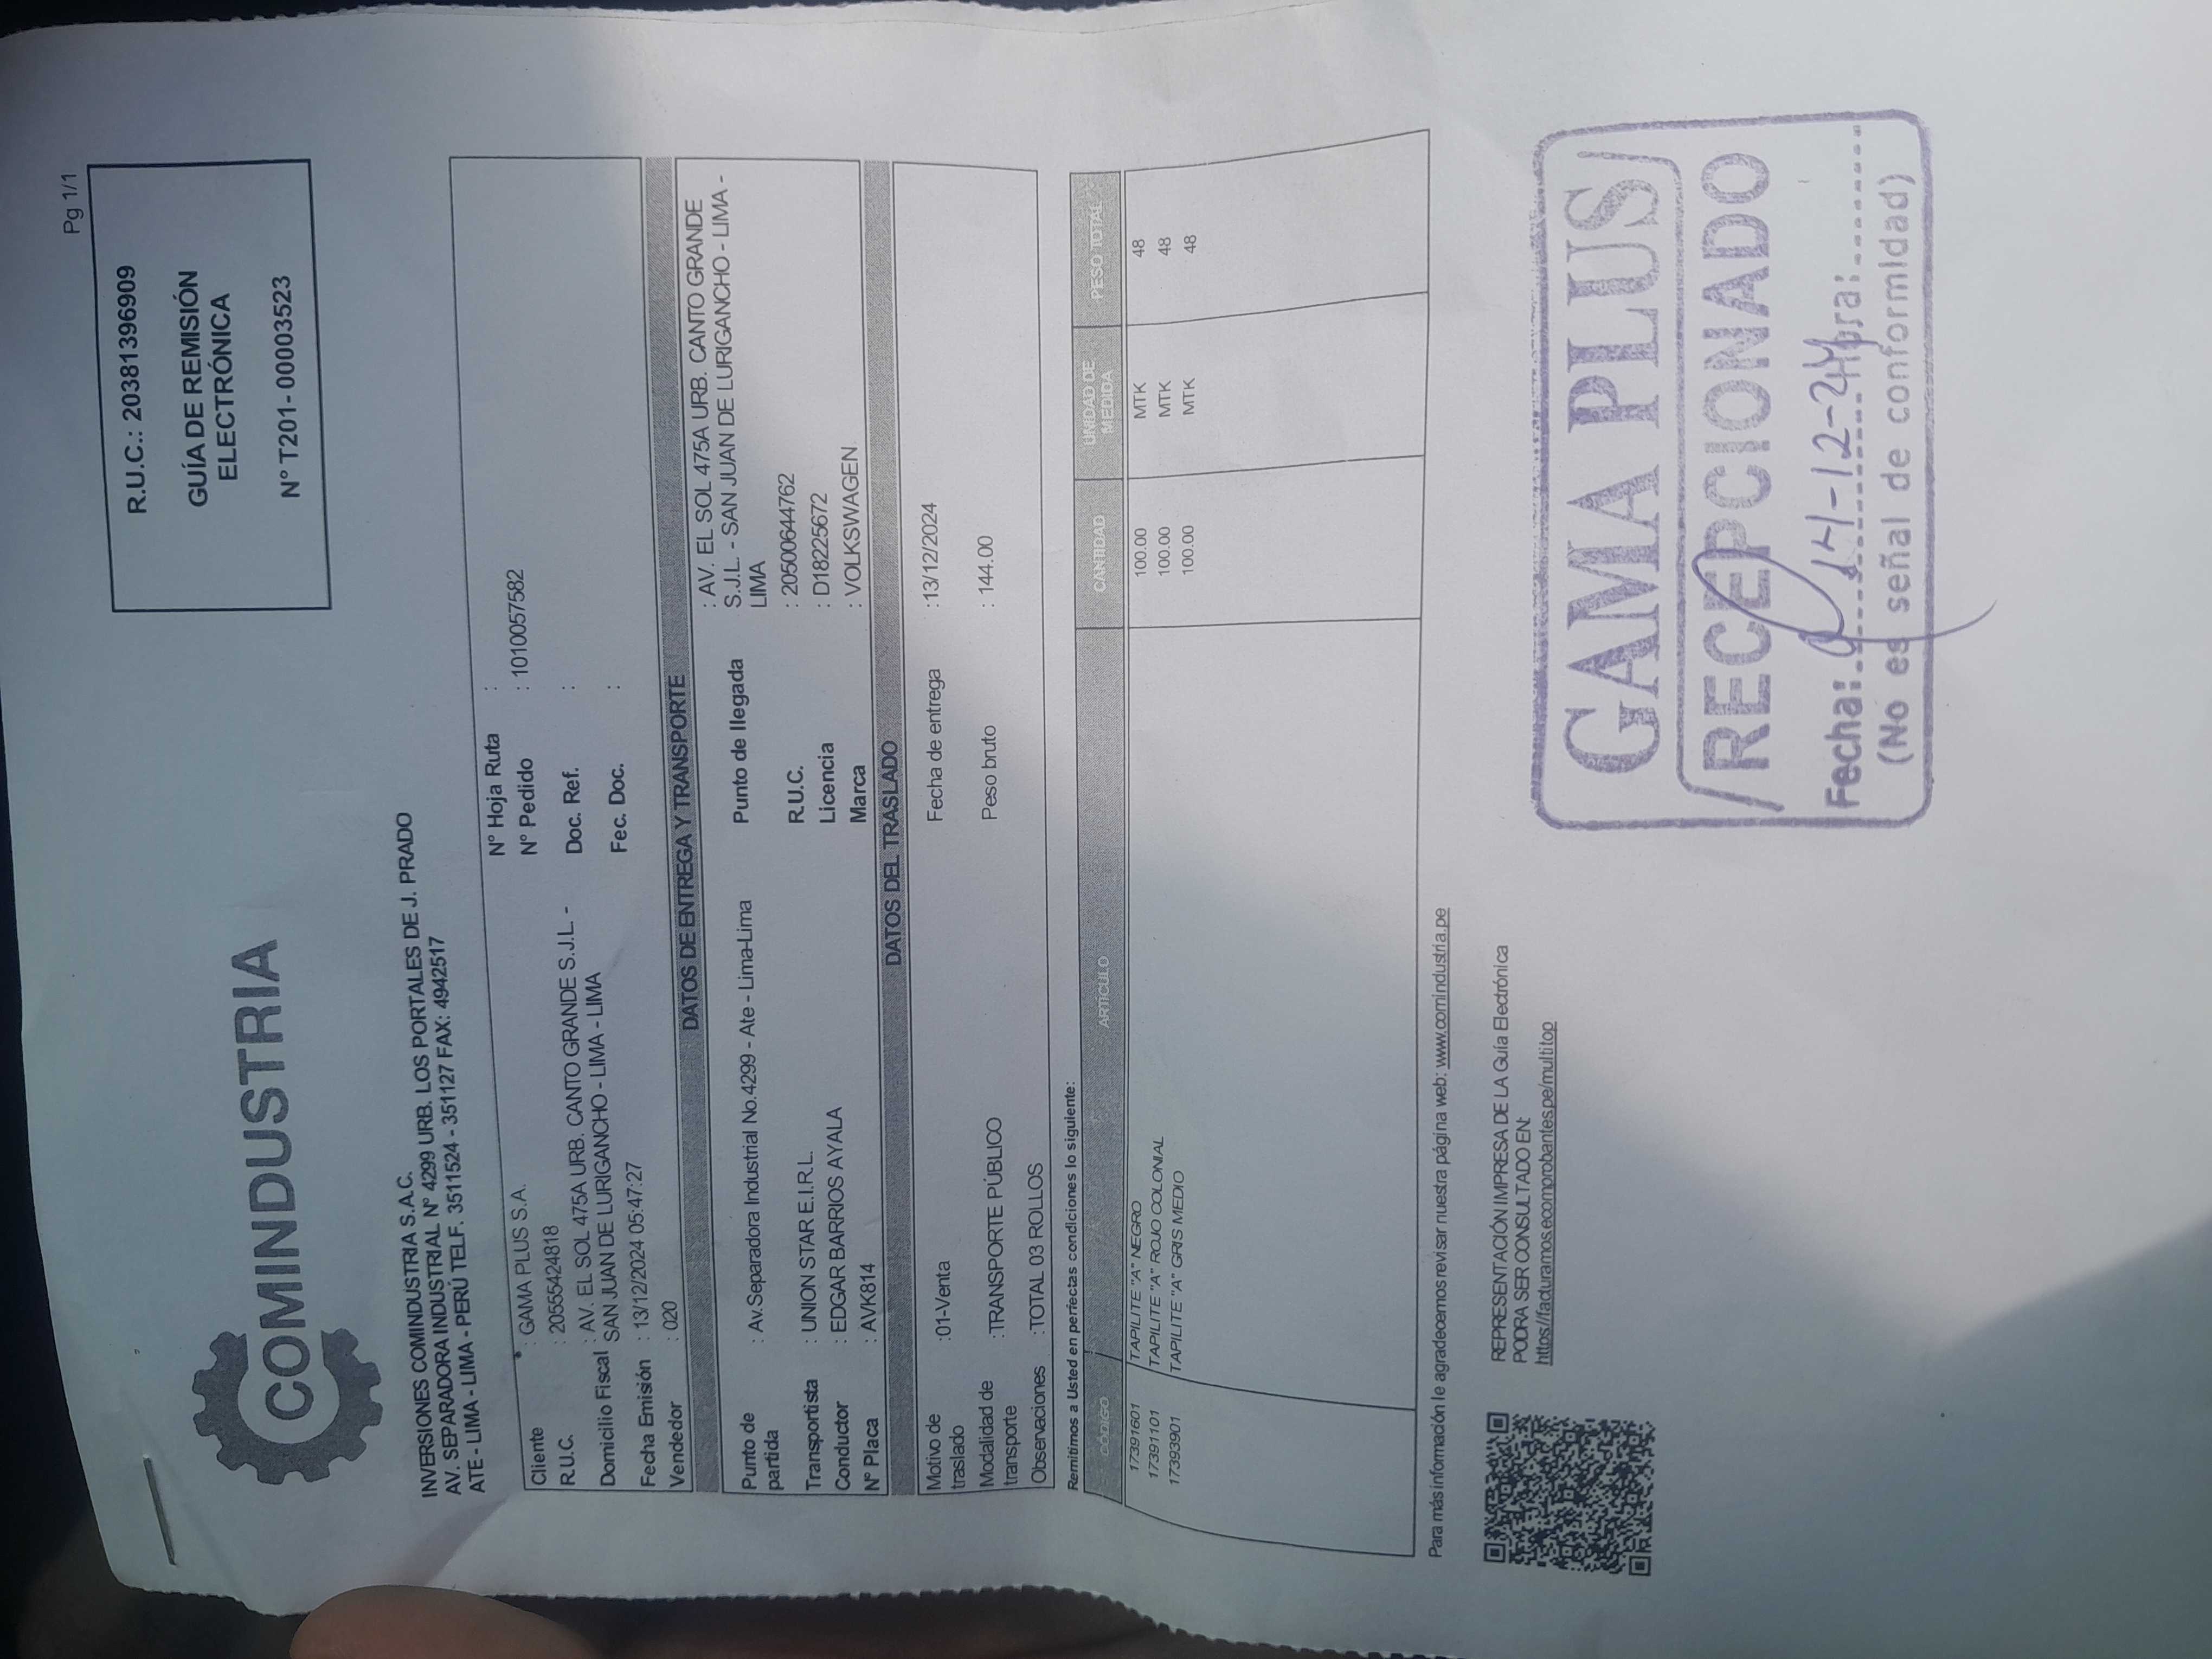 Pg 1/1
COMINDUSTRIA
R.U.C.: 20381396909
GUÍA DE REMISIÓN
ELECTRÓNICA
N° T201- 00003523
INVERSIONES COMINDUSTRIA S.A.C.
AV. SEPARADORA INDUSTRIAL N° 4299 URB. LOS PORTALES DE J. PRADO
ATE - LIMA - LIMA - PERÚ TELF. 3511524 - 351127 FAX: 4942517
Cliente : GAMA PLUS S.A. N° Hoja Ruta :
R.U.C. : 20555424818 N° Pedido : 1010057582
Domicilio Fiscal : AV. EL SOL 475A URB. CANTO GRANDE S.J.L. - Doc. Ref. :
SAN JUAN DE LURIGANCHO - LIMA - LIMA Fec. Doc. :
Fecha Emisión : 13/12/2024 05:47:27
Vendedor : 020
DATOS DE ENTREGA Y TRANSPORTE
Punto de partida : Av.Separadora Industrial No.4299 - Ate - Lima-Lima Punto de llegada : AV. EL SOL 475A URB. CANTO GRANDE
S.J.L. - SAN JUAN DE LURIGANCHO - LIMA -
LIMA
Transportista : UNION STAR E.I.R.L. R.U.C. : 20500644762
Conductor : EDGAR BARRIOS AYALA Licencia : D18225672
N° Placa : AVK814 Marca : VOLKSWAGEN
DATOS DEL TRASLADO
Motivo de traslado :01-Venta Fecha de entrega :13/12/2024
Modalidad de transporte :TRANSPORTE PÚBLICO Peso bruto : 144.00
Observaciones :TOTAL 03 ROLLOS
Remitimos a Usted en perfectas condiciones lo siguiente:
CODIGO ARTICULO CANTIDAD UNIDAD DE MEDIDA PESO TOTAL
17391601 TAPILITE "A" NEGRO 100.00 MTK 48
17391101 TAPILITE "A" ROJO COLONIAL 100.00 MTK 48
17393901 TAPILITE "A" GRIS MEDIO 100.00 MTK 48
Para más información le agradecemos revisar nuestra página web: www.comindustria.pe
REPRESENTACIÓN IMPRESA DE LA Guía Electrónica
PODRA SER CONSULTADO EN:
https://facturamos.ecomprobantes.pe/multitop
GAMA PLUS
RECEPCIONADO
Fecha: 14-12-24 Hora:
(No es señal de conformidad)